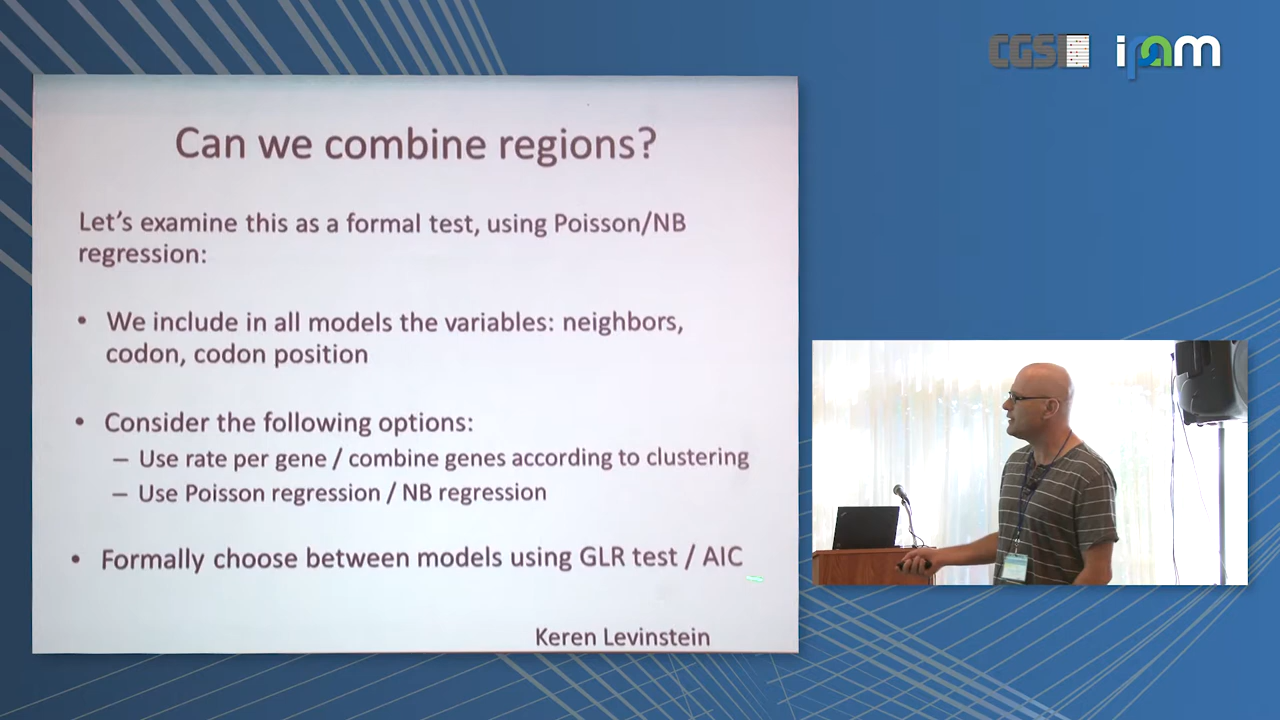 CGSI
ipam
Can we combine regions?
Let's examine this as a formal test, using Poisson/NB
regression:
• We include in all models the variables: neighbors,
codon, codon position
• Consider the following options:
– Use rate per gene / combine genes according to clustering
– Use Poisson regression / NB regression
• Formally choose between models using GLR test / AIC
Keren Levinstein